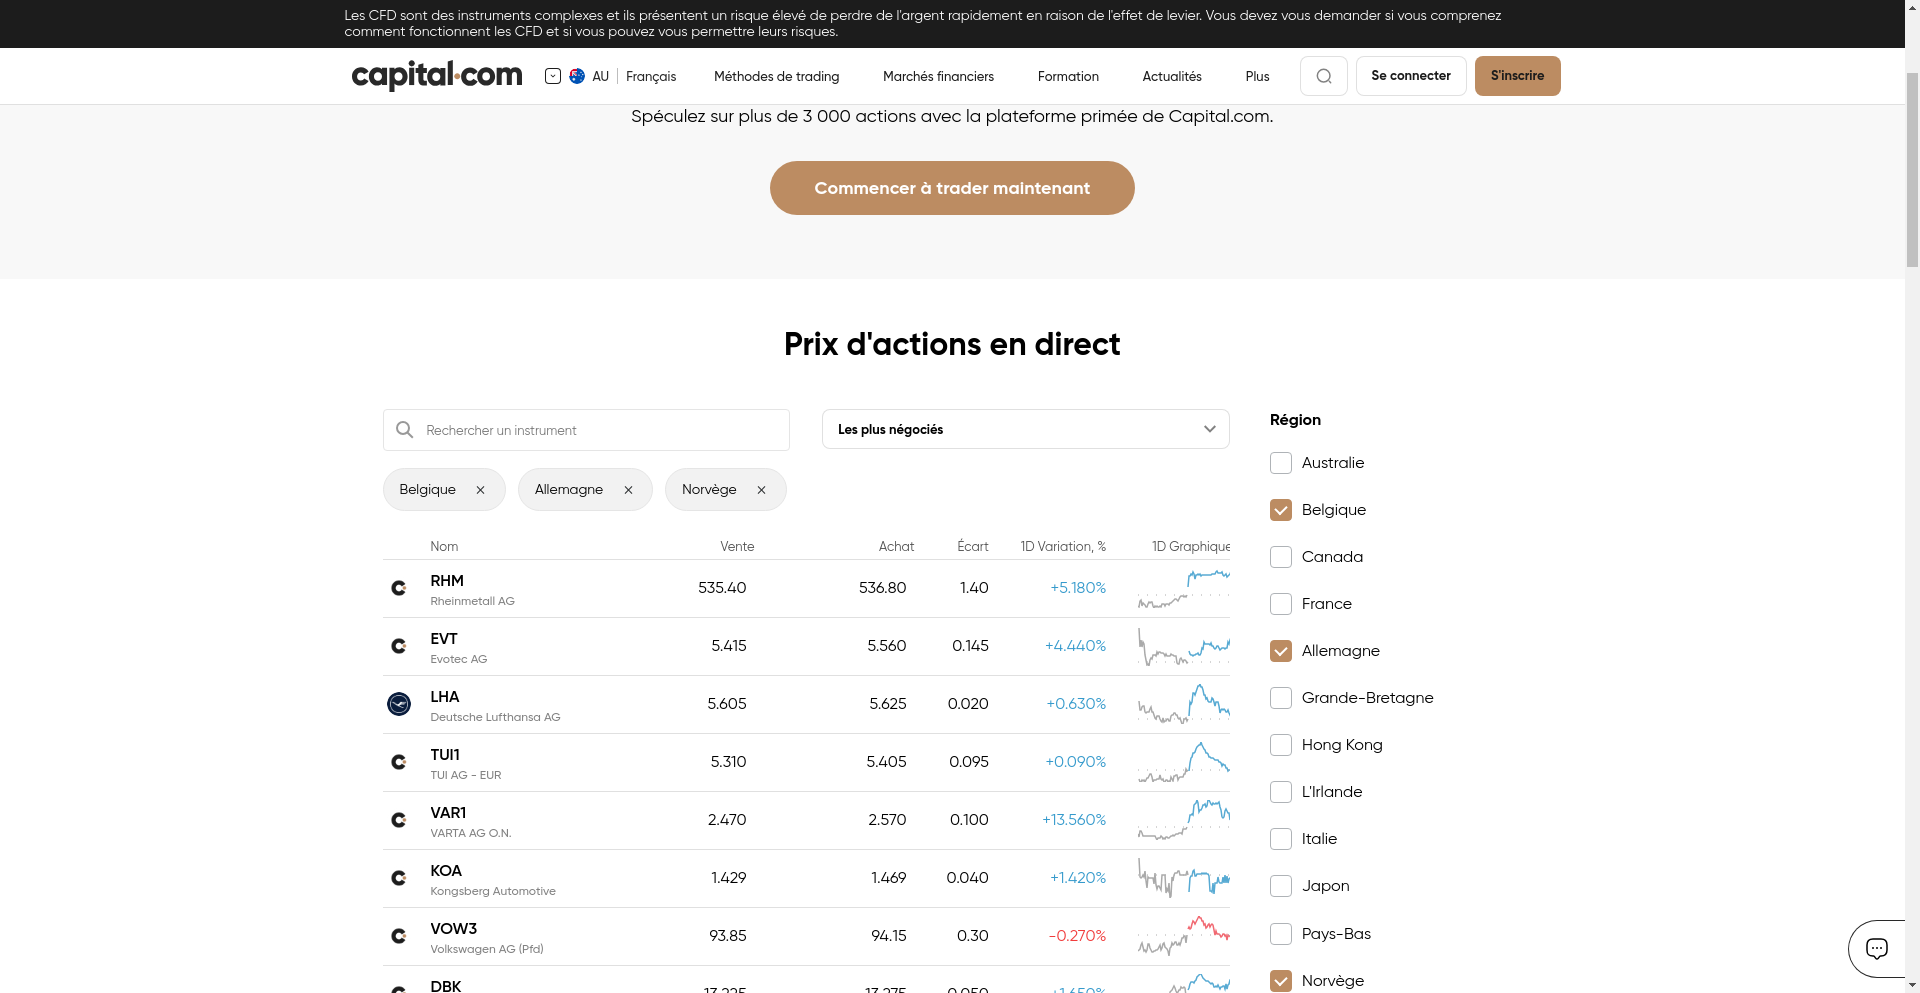 Les CFD sont des instruments complexes et ils présentent un risque élevé de perdre de l'argent rapidement en raison de l'effet de levier. Vous devez vous demander si vous comprenez
comment fonctionnent les CFD et si vous pouvez vous permettre leurs risques.
capital.com AU Français Méthodes de trading Marchés financiers Formation Actualités Plus Se connecter S'inscrire
Spéculez sur plus de 3 000 actions avec la plateforme primée de Capital.com.
Commencer à trader maintenant
Prix d'actions en direct
Rechercher un instrument
Les plus négociés
Belgique
Allemagne
Norvège
Nom Vente Achat Écart 1D Variation, % 1D Graphique
RHM 535.40 536.80 1.40 +5.180%
Rheinmetall AG
EVT 5.415 5.560 0.145 +4.440%
Evotec AG
LHA 5.605 5.625 0.020 +0.630%
Deutsche Lufthansa AG
TUI1 5.310 5.405 0.095 +0.090%
TUI AG - EUR
VAR1 2.470 2.570 0.100 +13.560%
VARTA AG O.N.
KOA 1.429 1.469 0.040 +1.420%
Kongsberg Automotive
VOW3 93.85 94.15 0.30 -0.270%
Volkswagen AG (Pfd)
DBK 13.225 13.275 0.050 +1.650%
Région
Australie
Belgique
Canada
France
Allemagne
Grande-Bretagne
Hong Kong
L'Irlande
Italie
Japon
Pays-Bas
Norvège